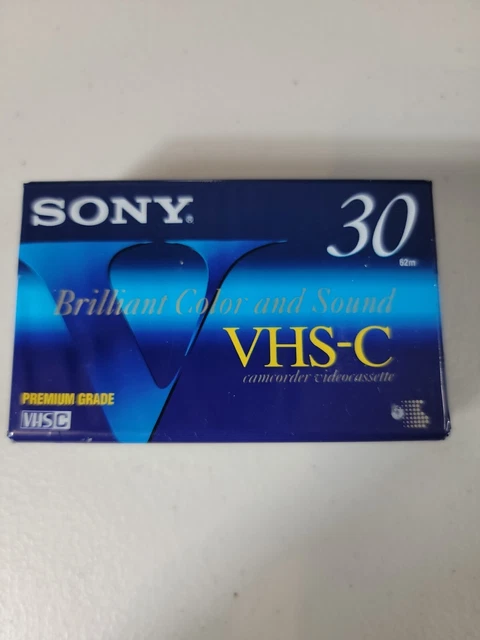 SONY®
30
62m
Brilliant Color and Sound
VHS-C
camcorder videocassette
PREMIUM GRADE
VHS C